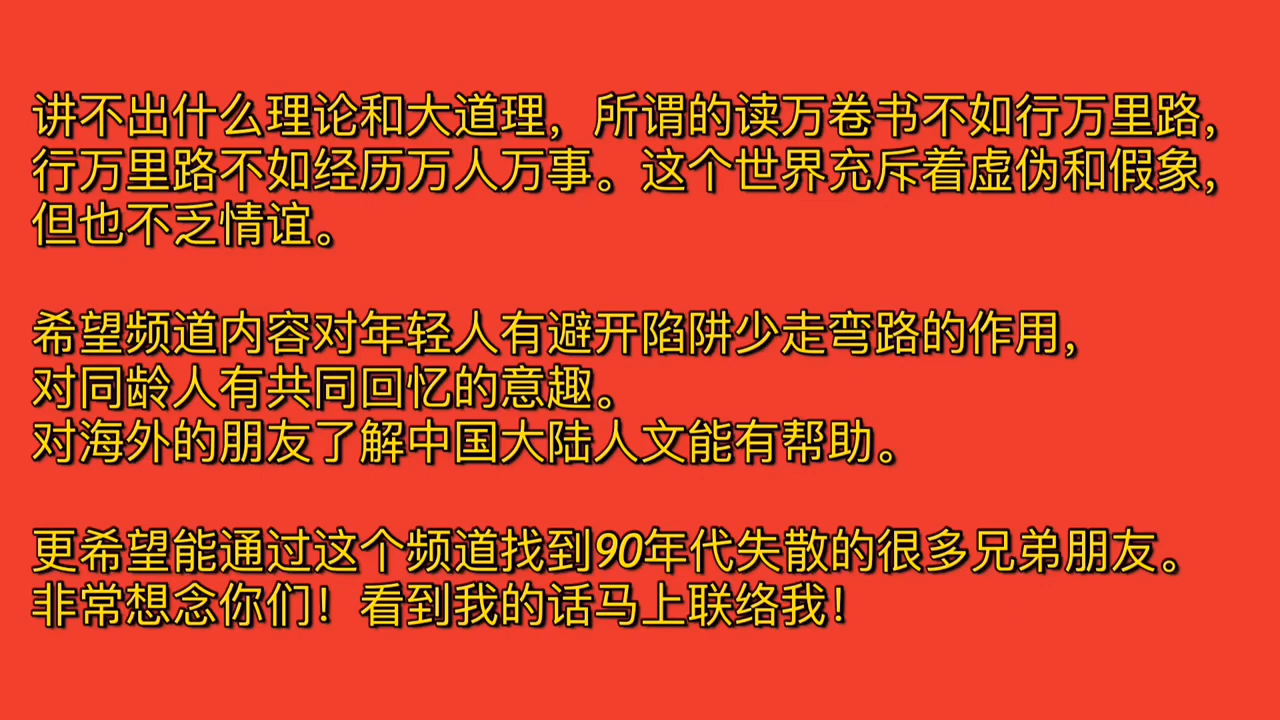 讲不出什么理论和大道理，所谓的读万卷书不如行万里路，
行万里路不如经历万人万事。这个世界充斥着虚伪和假象，
但也不乏情谊。
希望频道内容对年轻人有避开陷阱少走弯路的作用，
对同龄人有共同回忆的意趣。
对海外的朋友了解中国大陆人文能有帮助。
更希望能通过这个频道找到90年代失散的很多兄弟朋友。
非常想念你们！看到我的话马上联络我！